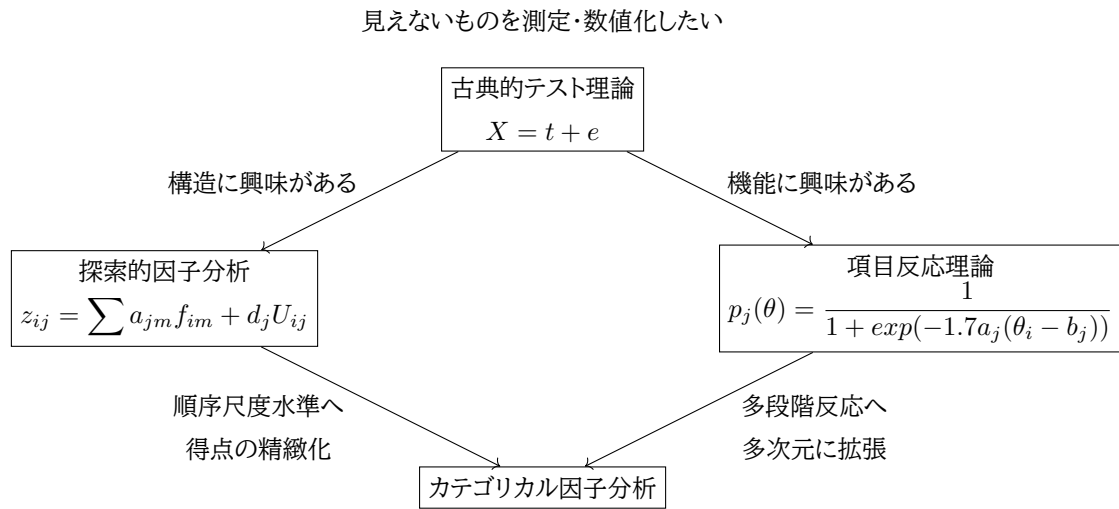 見えないものを測定・数値化したい
古典的テスト理論
X = t + e
構造に興味がある
機能に興味がある
探索的因子分析
z_{ij} = ∑ a_{jm} f_{im} + d_j U_{ij}
項目反応理論
p_j(θ) = \frac{1}{1 + exp(−1.7a_j(θ_i − b_j))}
順序尺度水準へ
得点の精緻化
多段階反応へ
多次元に拡張
カテゴリカル因子分析